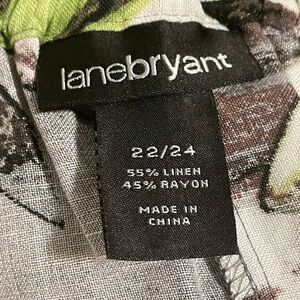 lanebryant
22/24
55% LINEN
45% RAYON
MADE IN
CHINA